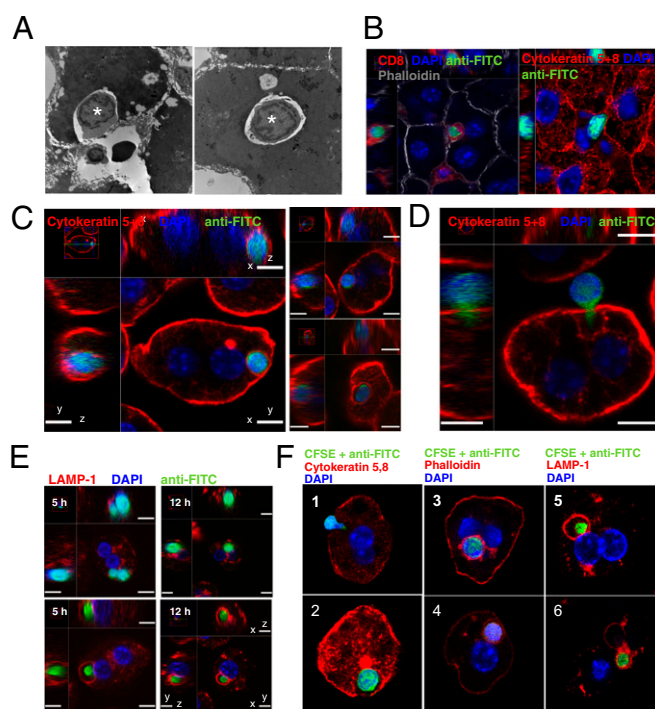 A
*
*
B
CD8 DAPI anti-FITC
Phalloidin
Cytokeratin 5+8 DAPI
anti-FITC
C
Cytokeratin 5+8 DAPI anti-FITC
x
z
x
y
z
y
x
D
Cytokeratin 5+8 DAPI anti-FITC
E
LAMP-1 DAPI anti-FITC
5 h
12 h
5 h
12 h
z
x
y
z
y
x
F
CFSE + anti-FITC
Cytokeratin 5,8
DAPI
CFSE + anti-FITC
Phalloidin
DAPI
CFSE + anti-FITC
LAMP-1
DAPI
1
3
5
2
4
6